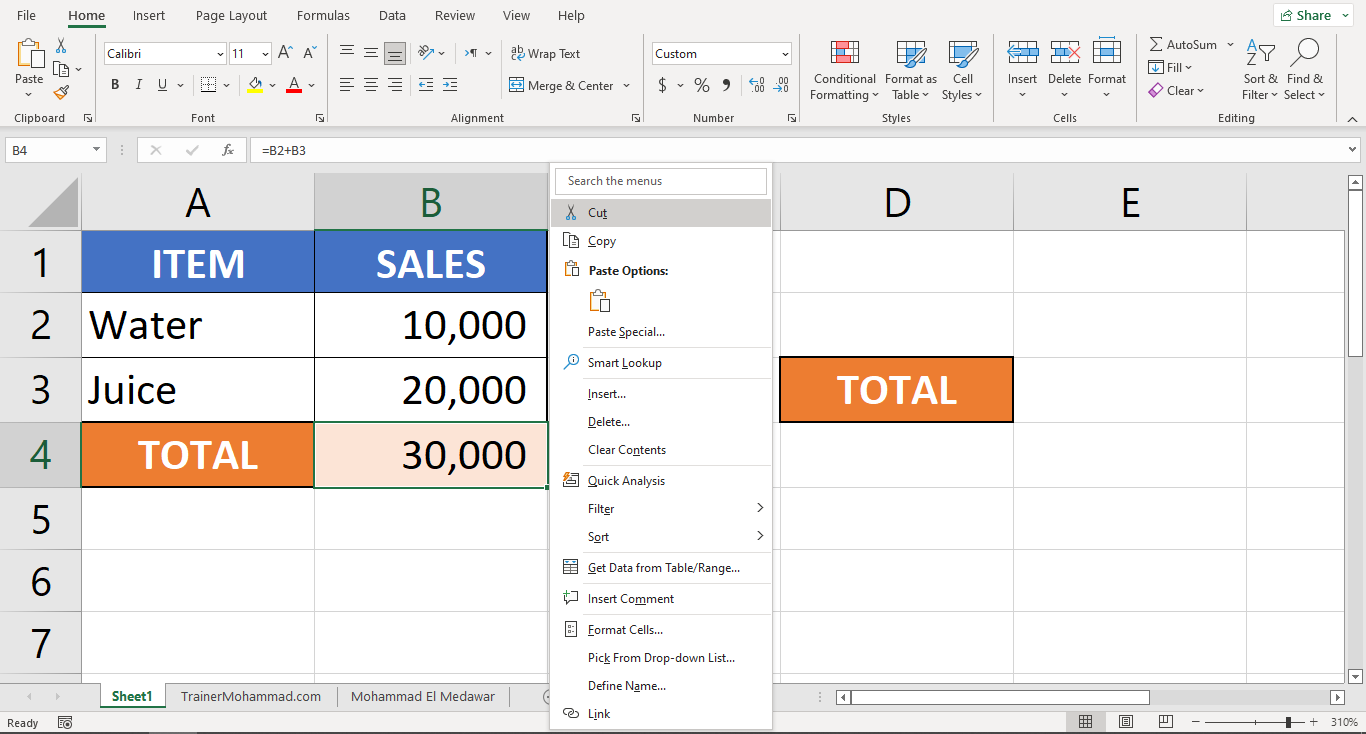 File Home Insert Page Layout Formulas Data Review View Help Share
Calibri 11 Wrap Text Custom AutoSum
Paste Conditional Formatting Format as Table Cell Styles Insert Delete Format Fill Sort & Filter Find & Select
B I U A Merge & Center $ % Clear
Clipboard Font Alignment Number Styles Cells Editing
B4 fx =B2+B3
Search the menus
A B D E
Cut
Copy
Paste Options:
Paste Special...
Smart Lookup
Insert...
Delete...
Clear Contents
Quick Analysis
Filter
Sort
Get Data from Table/Range...
Insert Comment
Format Cells...
Pick From Drop-down List...
Define Name...
Link
1 ITEM SALES
2 Water 10,000
3 Juice 20,000 TOTAL
4 TOTAL 30,000
5
6
7
Sheet1 TrainerMohammad.com Mohammad El Medawar
Ready 310%